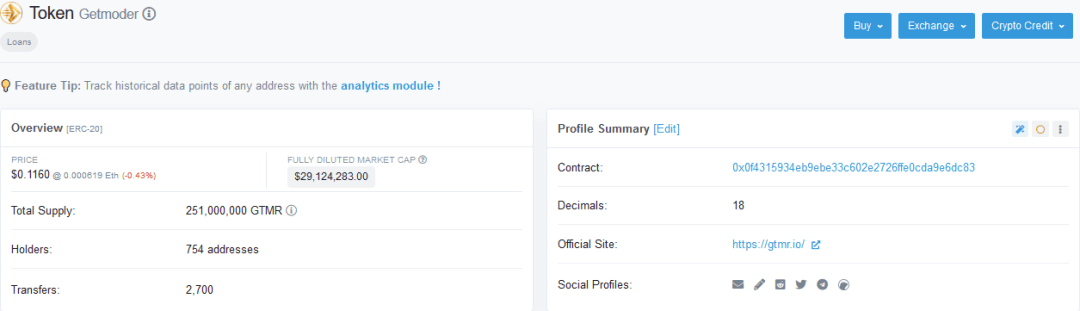 Token Getmoder
Buy Exchange Crypto Credit
Loans
Feature Tip: Track historical data points of any address with the analytics module !
Overview [ERC-20]
PRICE
$0.1160 @ 0.000619 Eth (-0.43%)
FULLY DILUTED MARKET CAP
$29,124,283.00
Total Supply: 251,000,000 GTMR
Holders: 754 addresses
Transfers: 2,700
Profile Summary [Edit]
Contract: 0x0f4315934eb9ebe33c602e2726ffe0cda9e6dc83
Decimals: 18
Official Site: https://gtmr.io/
Social Profiles: